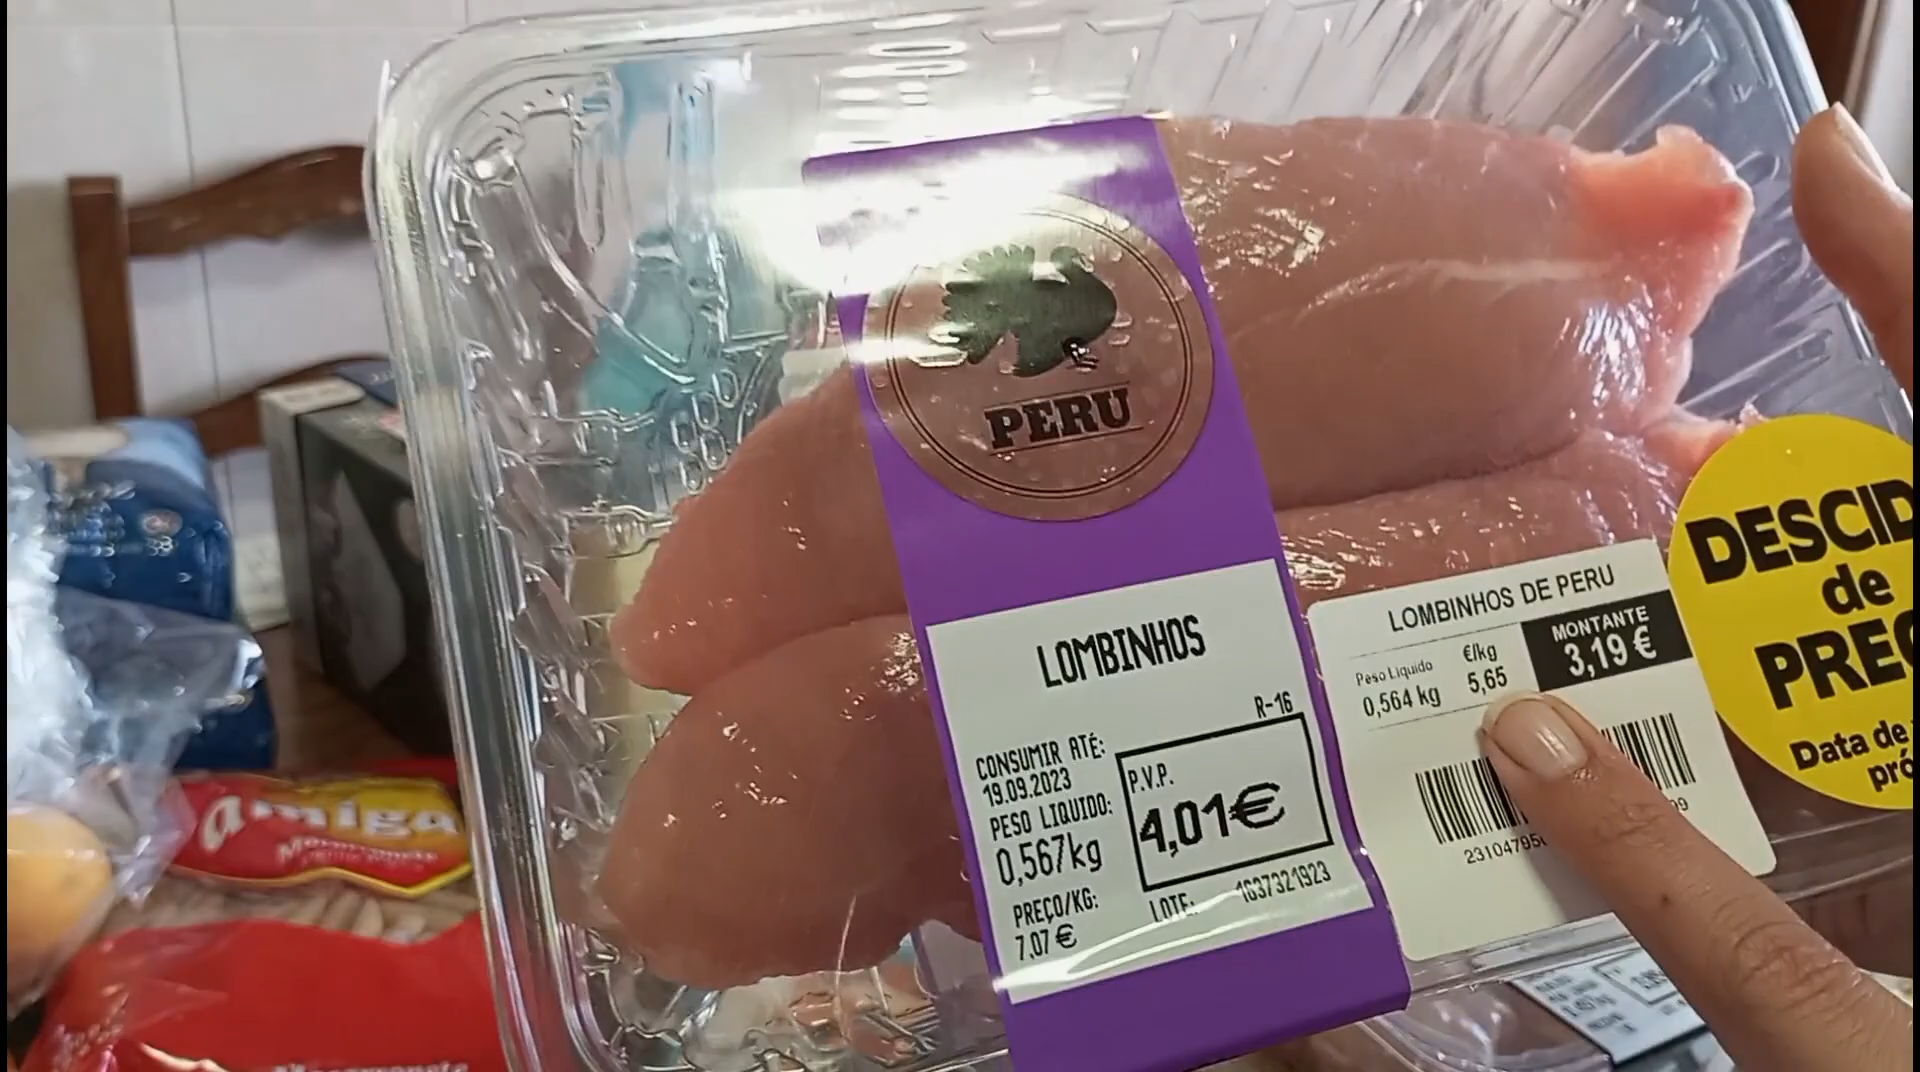 PERU
LOMBINHOS
R-16
CONSUMIR ATÉ:
19.09.2023
PESO LIQUIDO:
0,567kg
PREÇO/KG:
7,07 €
P.V.P.
4,01€
LOTE: 1637321923
LOMBINHOS DE PERU
Peso Liquido
0,564 kg
€/kg
5,65
MONTANTE
3,19 €
DESCID
de
PREÇ
Data de
pró
amiga